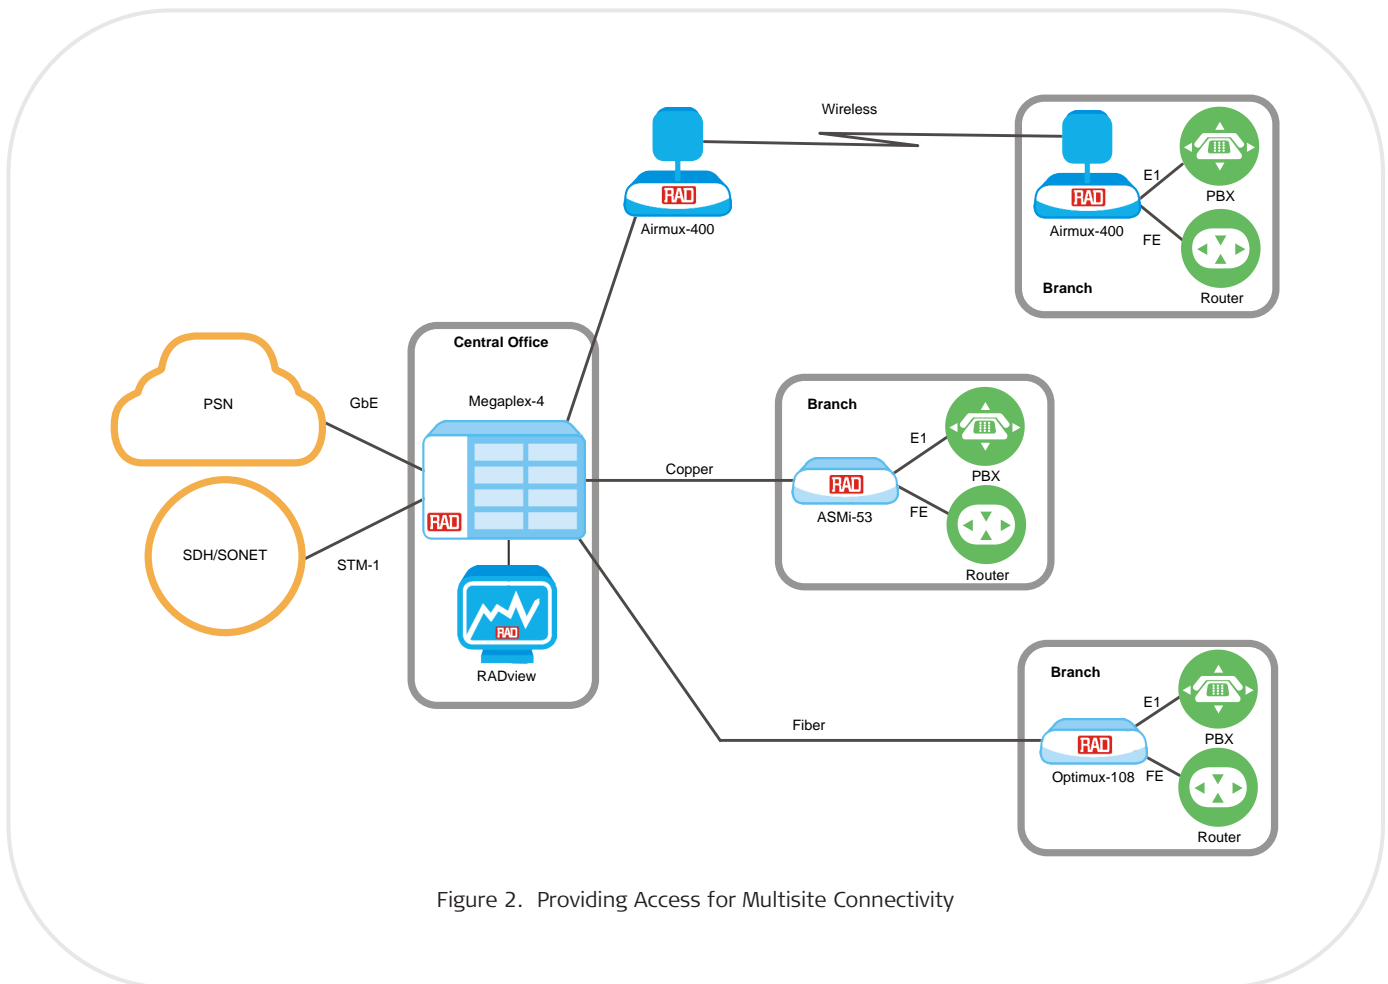 Wireless
RAD
Airmux-400
RAD
Airmux-400
E1
PBX
FE
Router
Branch
Central Office
Megaplex-4
RAD
RAD
RADview
PSN
GbE
SDH/SONET
STM-1
Copper
Branch
RAD
ASMi-53
E1
PBX
FE
Router
Fiber
Branch
RAD
Optimux-108
E1
PBX
FE
Router
Figure 2. Providing Access for Multisite Connectivity